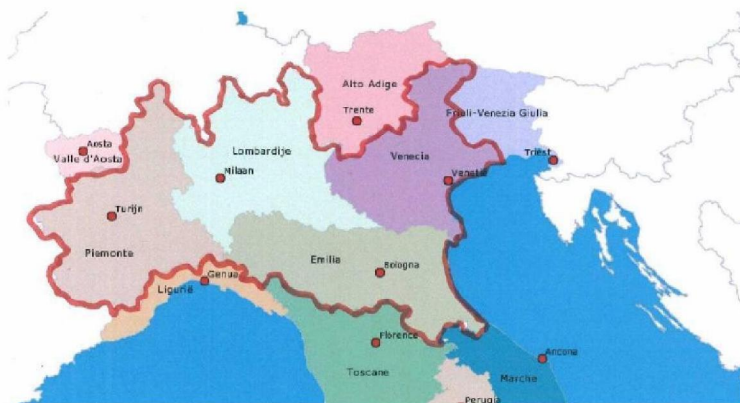 Alto Adige
Trente
Friuli-Venezia Giulia
Aosta
Valle d'Aosta
Lombardije
Milaan
Venecia
Venetië
Triëst
Turijn
Piemonte
Emilia
Bologna
Genua
Ligurië
Florence
Toscane
Ancona
Marche
Perugia